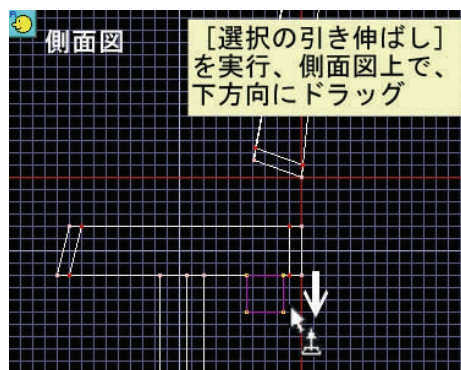 側面図
［選択の引き伸ばし］
を実行、側面図上で、
下方向にドラッグ